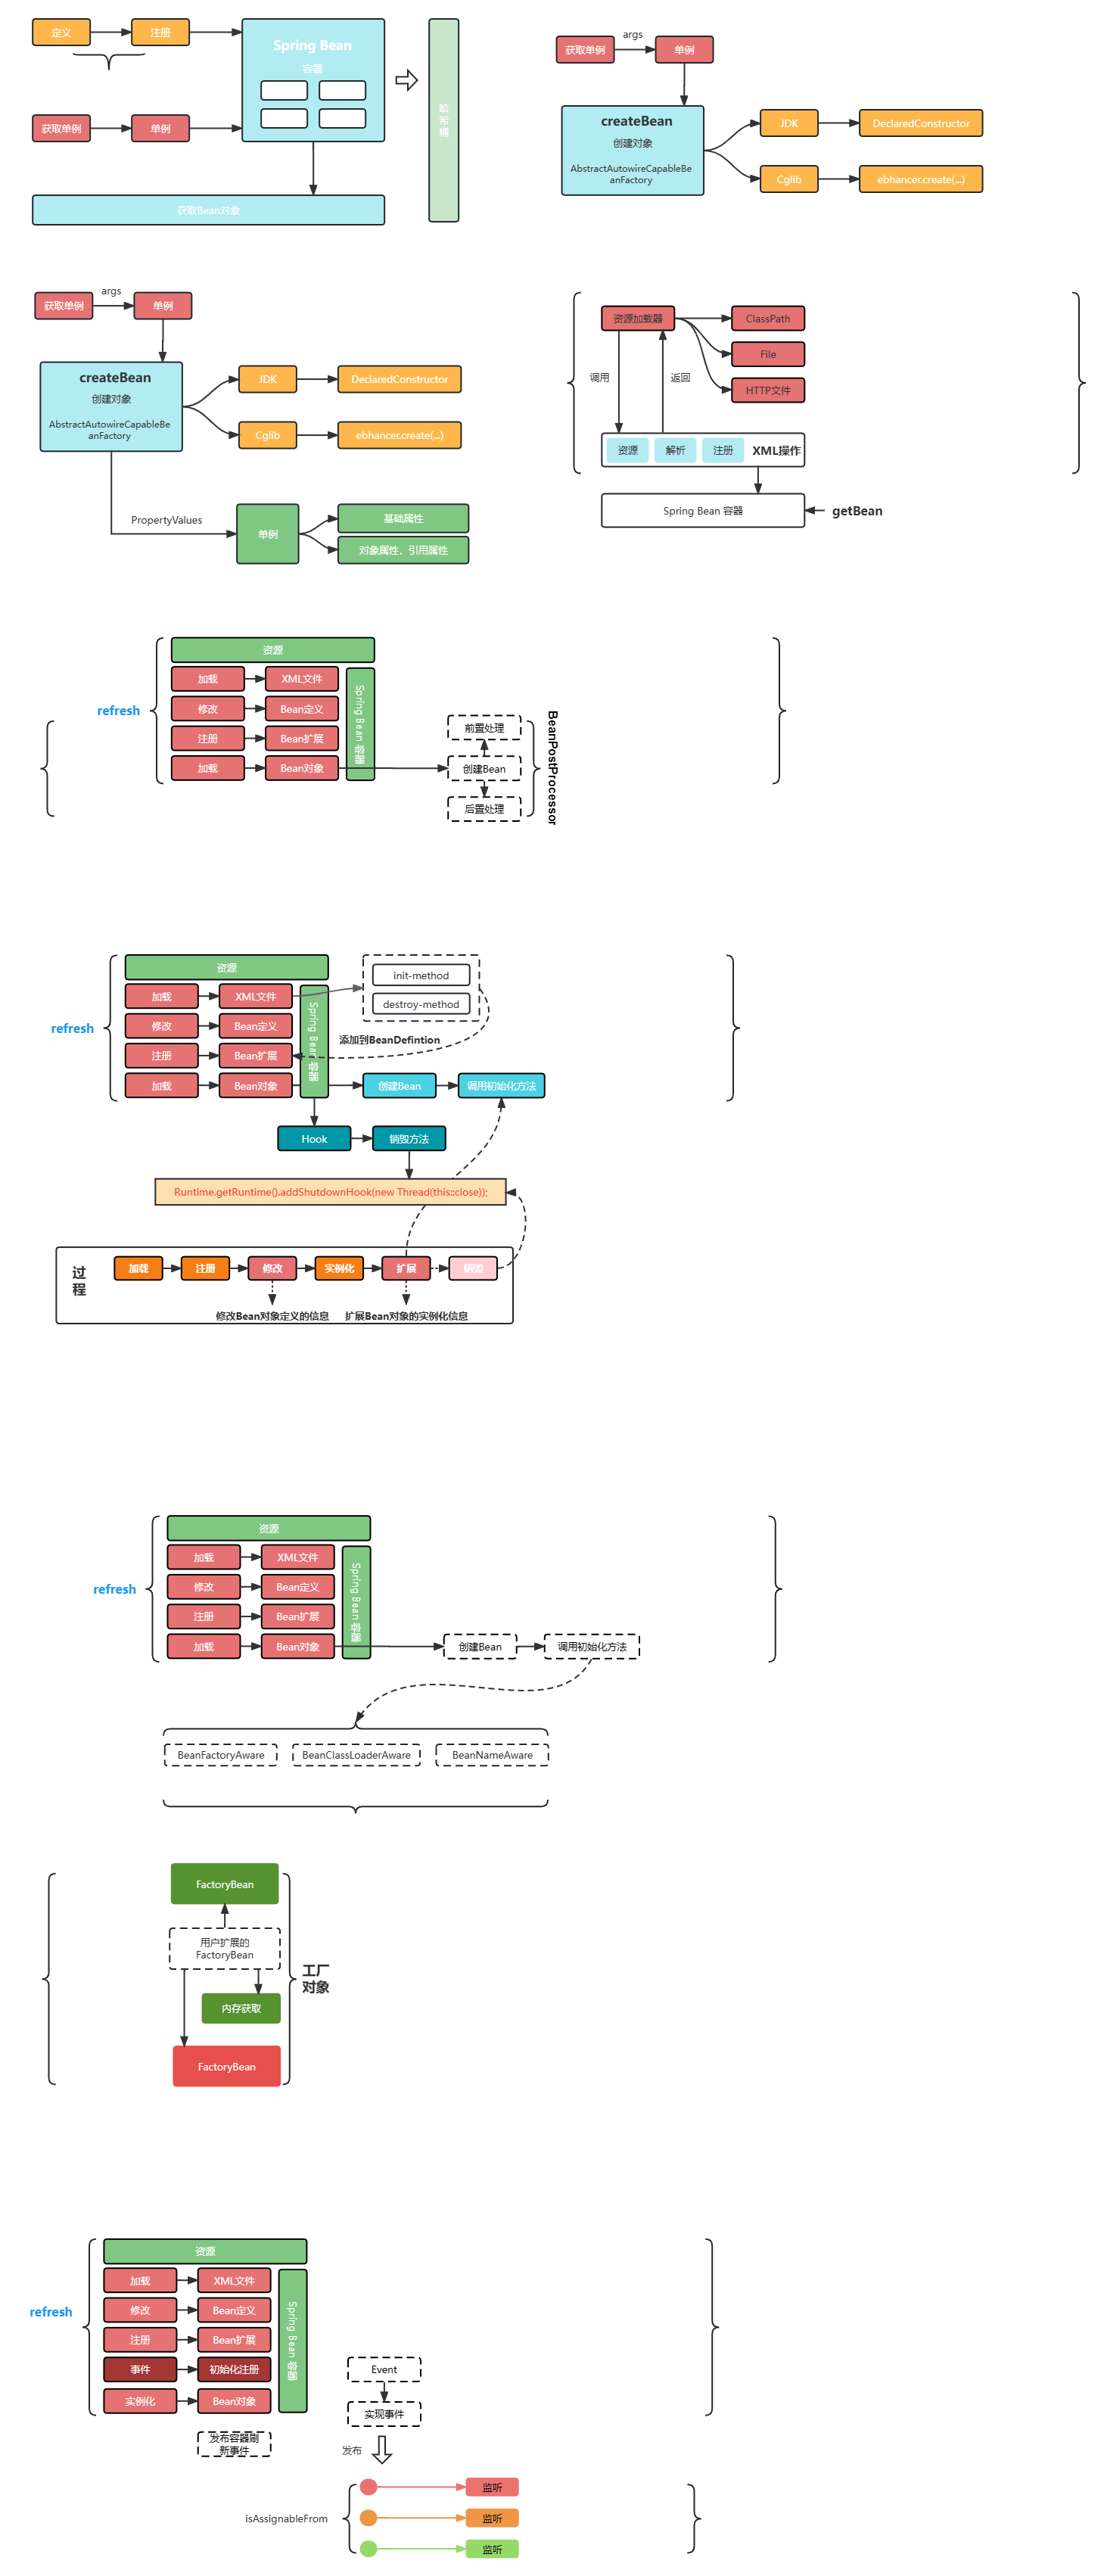 定义
注册
Spring Bean
容器
获取单例
单例
哈希桶
获取Bean对象
获取单例
args
单例
createBean
创建对象
AbstractAutowireCapableBe
anFactory
JDK
DeclaredConstructor
Cglib
ebhancer.create(...)
获取单例
args
单例
createBean
创建对象
AbstractAutowireCapableBe
anFactory
JDK
DeclaredConstructor
Cglib
ebhancer.create(...)
PropertyValues
单例
基础属性
对象属性，引用属性
资源加载器
ClassPath
File
HTTP文件
调用
返回
资源
解析
注册
XML操作
Spring Bean 容器
getBean
refresh
资源
加载
XML文件
修改
Bean定义
注册
Bean扩展
加载
Bean对象
Spring Bean 容器
前置处理
创建Bean
后置处理
BeanPostProcessor
refresh
资源
加载
XML文件
修改
Bean定义
注册
Bean扩展
加载
Bean对象
Spring Bean 容器
init-method
destroy-method
添加到BeanDefintion
创建Bean
调用初始化方法
Hook
销毁方法
Runtime.getRuntime().addShutdownHook(new Thread(this::close));
过程
加载
注册
修改
实例化
扩展
销毁
修改Bean对象定义的信息
扩展Bean对象的实例化信息
refresh
资源
加载
XML文件
修改
Bean定义
注册
Bean扩展
加载
Bean对象
Spring Bean 容器
创建Bean
调用初始化方法
BeanFactoryAware
BeanClassLoaderAware
BeanNameAware
FactoryBean
用户扩展的
FactoryBean
内存获取
FactoryBean
工厂
对象
refresh
资源
加载
XML文件
修改
Bean定义
注册
Bean扩展
事件
初始化注册
实例化
Bean对象
Spring Bean 容器
发布容器刷
新事件
Event
实现事件
发布
isAssignableFrom
监听
监听
监听